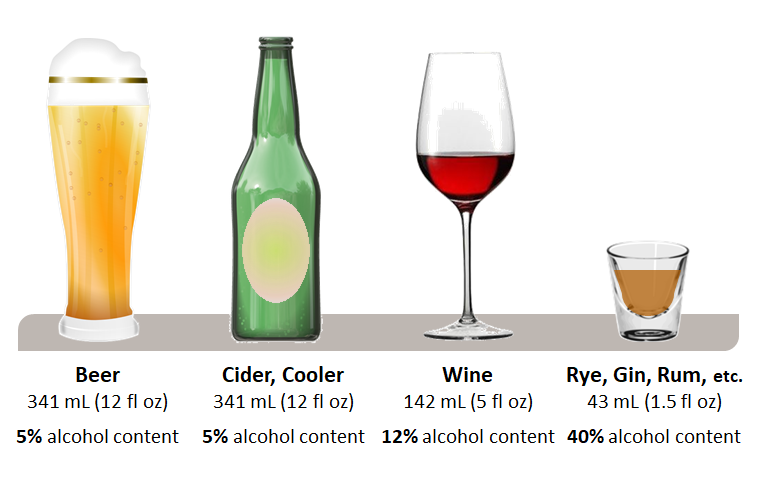 Beer
341 mL (12 fl oz)
5% alcohol content
Cider, Cooler
341 mL (12 fl oz)
5% alcohol content
Wine
142 mL (5 fl oz)
12% alcohol content
Rye, Gin, Rum, etc.
43 mL (1.5 fl oz)
40% alcohol content